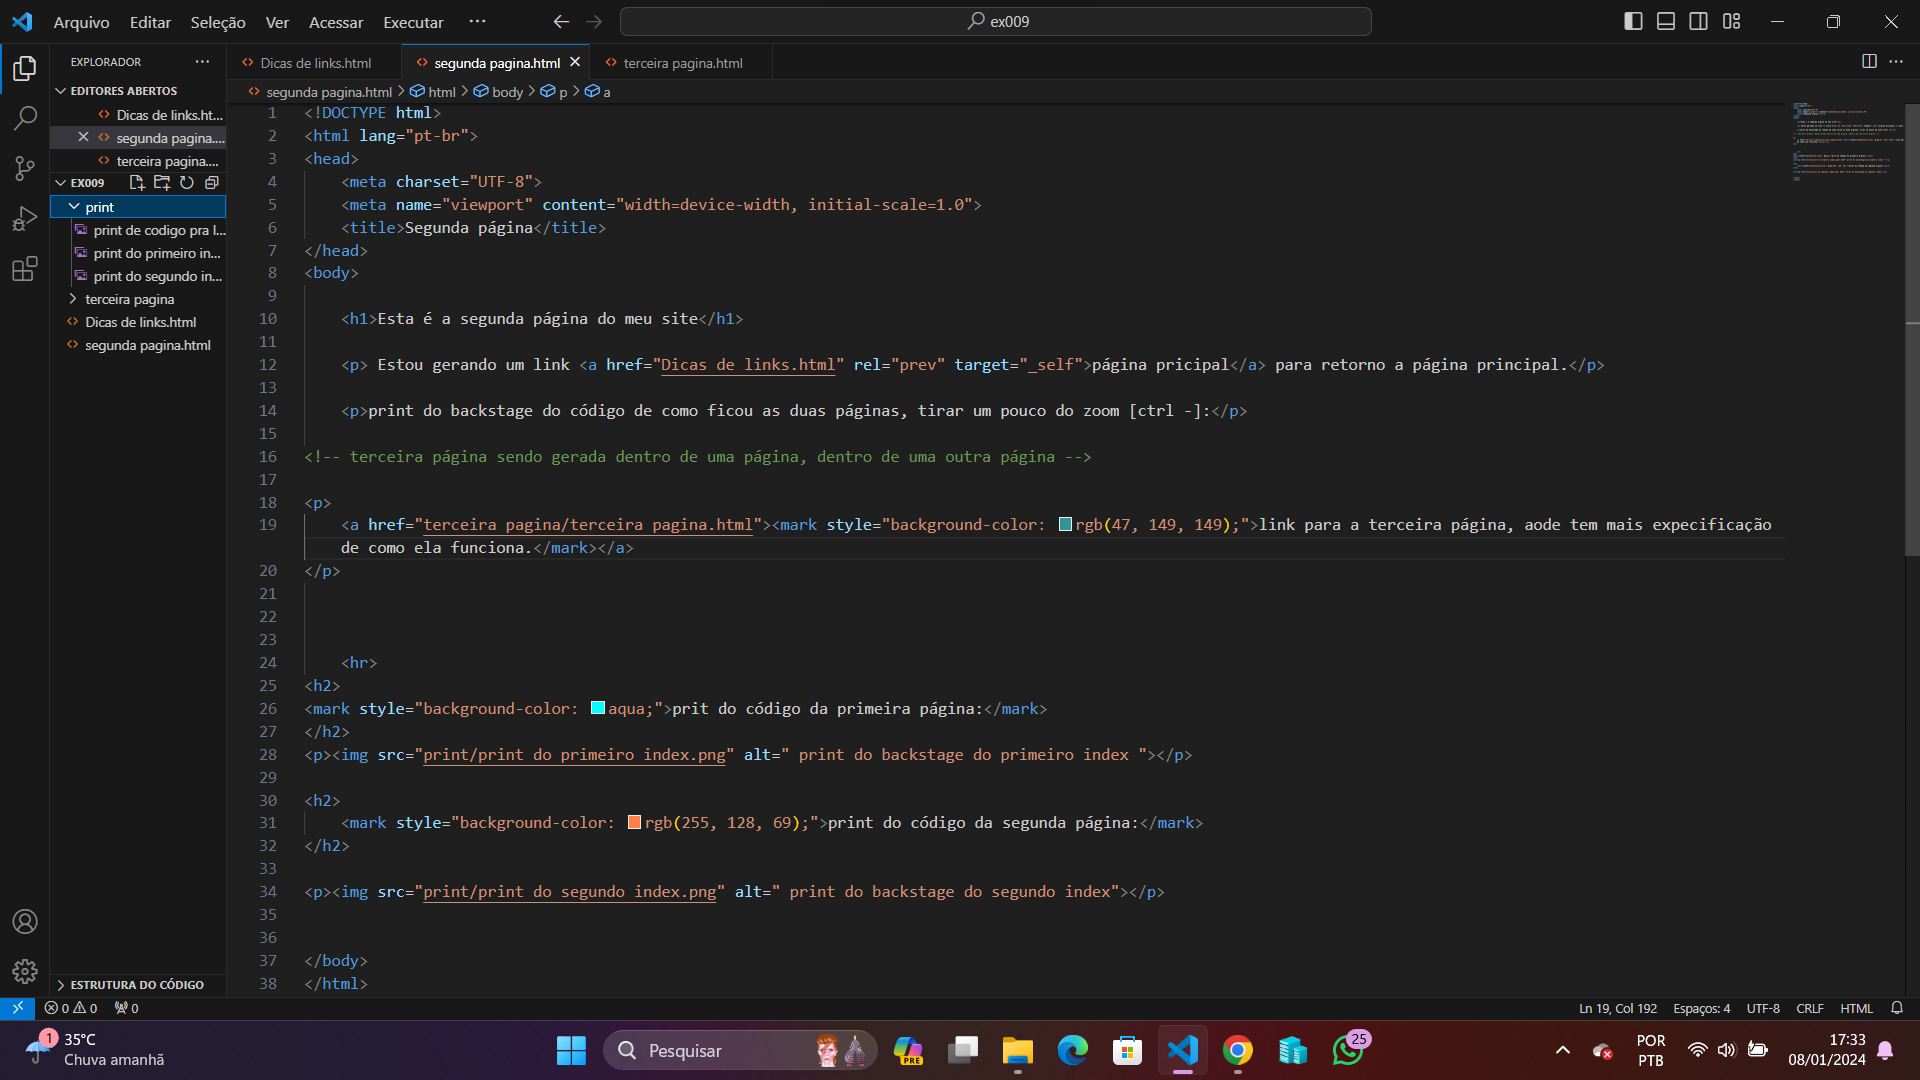 Arquivo Editar Seleção Ver Acessar Executar ··· ex009
EXPLORADOR ···
Dicas de links.html segunda pagina.html terceira pagina.html
EDITORES ABERTOS
segunda pagina.html > html > body > p > a
Dicas de links.ht...
segunda pagina....
terceira pagina....
EX009
print
print de codigo pra l...
print do primeiro in...
print do segundo in...
terceira pagina
Dicas de links.html
segunda pagina.html
ESTRUTURA DO CÓDIGO
1 <!DOCTYPE html>
2 <html lang="pt-br">
3 <head>
4 <meta charset="UTF-8">
5 <meta name="viewport" content="width=device-width, initial-scale=1.0">
6 <title>Segunda página</title>
7 </head>
8 <body>
9
10 <h1>Esta é a segunda página do meu site</h1>
11
12 <p> Estou gerando um link <a href="Dicas de links.html" rel="prev" target="_self">página pricipal</a> para retorno a página principal.</p>
13
14 <p>print do backstage do código de como ficou as duas páginas, tirar um pouco do zoom [ctrl -]:</p>
15
16 <!-- terceira página sendo gerada dentro de uma página, dentro de uma outra página -->
17
18 <p>
19 <a href="terceira pagina/terceira pagina.html"><mark style="background-color: rgb(47, 149, 149);">link para a terceira página, aode tem mais expecificação
de como ela funciona.</mark></a>
20 </p>
21
22
23
24 <hr>
25 <h2>
26 <mark style="background-color: aqua;">prit do código da primeira página:</mark>
27 </h2>
28 <p><img src="print/print do primeiro index.png" alt=" print do backstage do primeiro index "></p>
29
30 <h2>
31 <mark style="background-color: rgb(255, 128, 69);">print do código da segunda página:</mark>
32 </h2>
33
34 <p><img src="print/print do segundo index.png" alt=" print do backstage do segundo index"></p>
35
36
37 </body>
38 </html>
0 0 0 Ln 19, Col 192 Espaços: 4 UTF-8 CRLF HTML
1 35°C
Chuva amanhã
Pesquisar
PRE
25
POR
PTB
17:33
08/01/2024